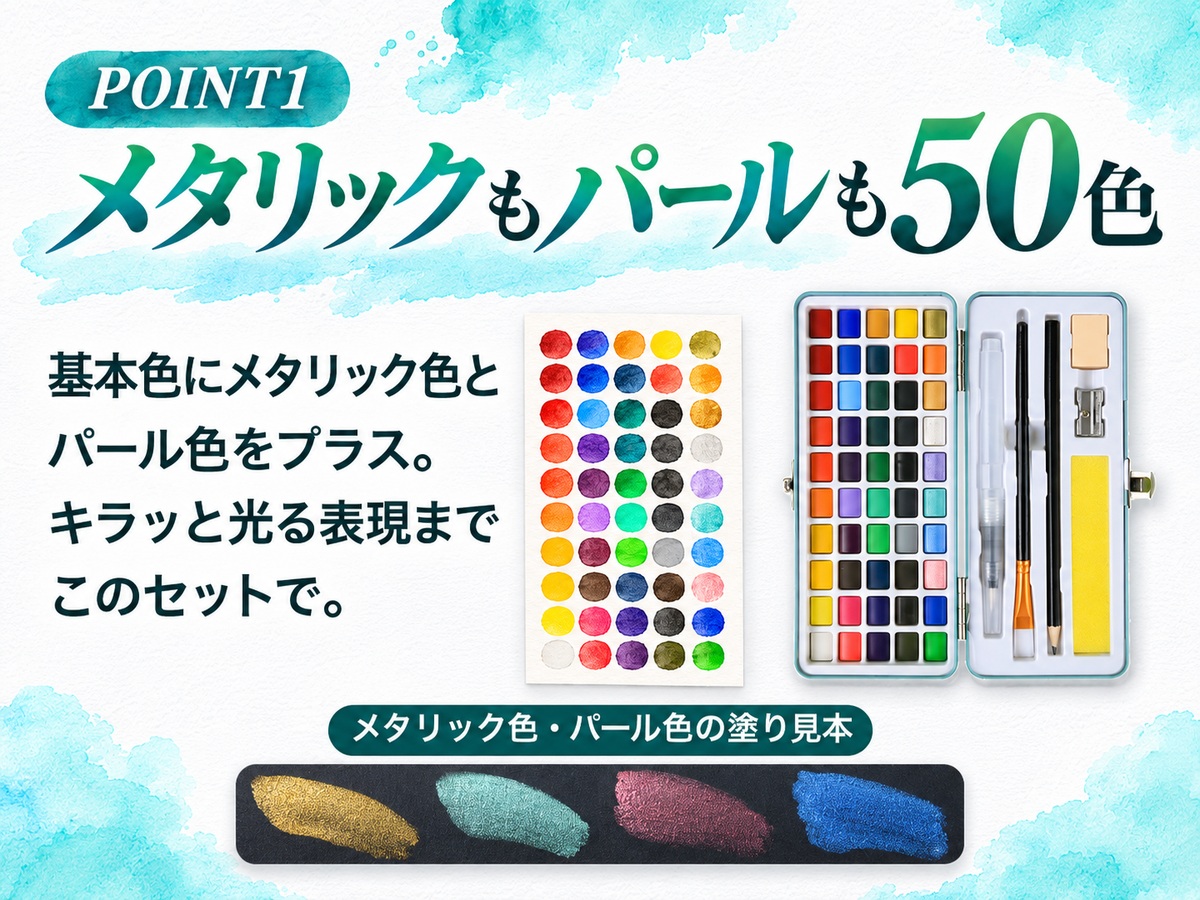 POINT1
メタリックもパールも50色
基本色にメタリック色と
パール色をプラス。
キラッと光る表現まで
このセットで。
メタリック色・パール色の塗り見本